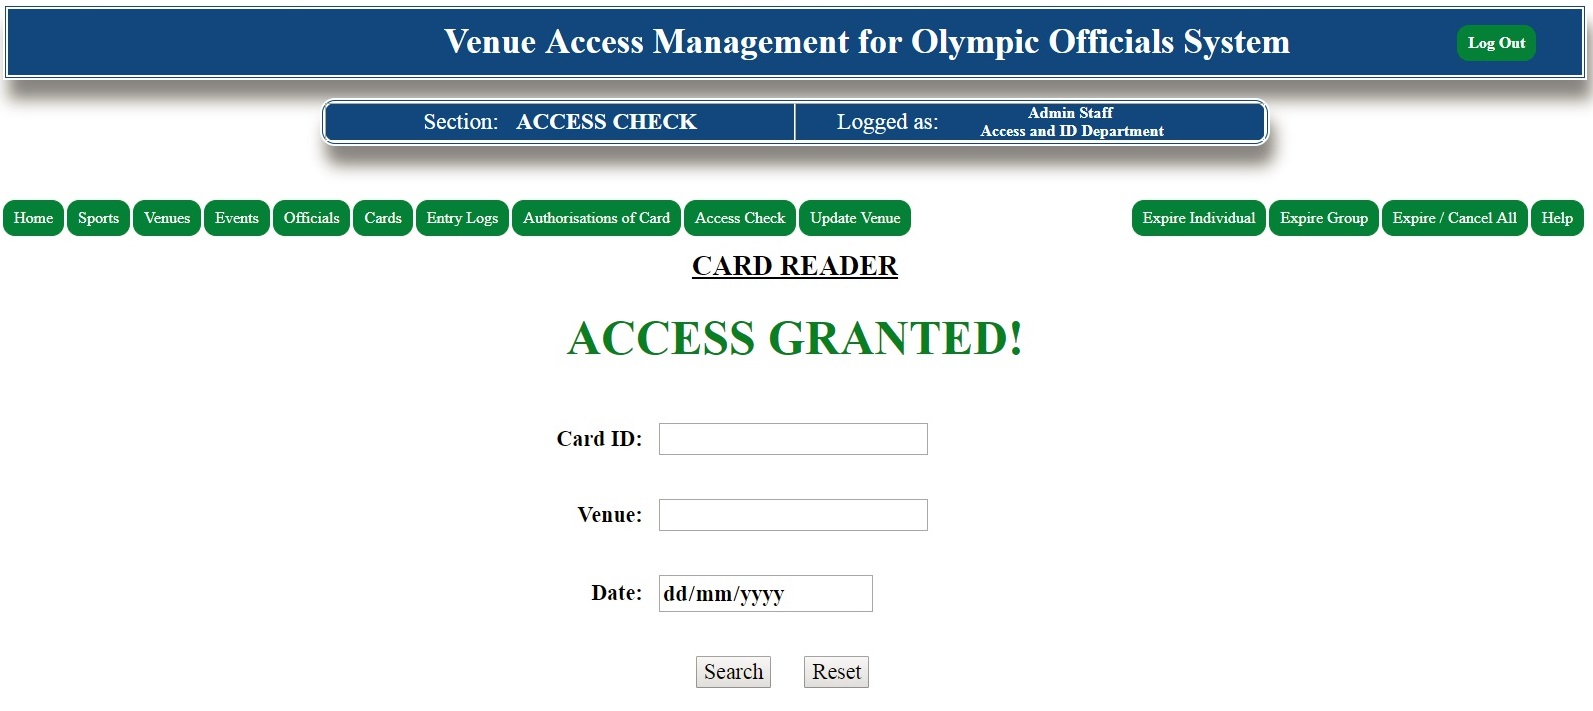 Venue Access Management for Olympic Officials System
Log Out
Section: ACCESS CHECK
Logged as:
Admin Staff
Access and ID Department
Home Sports Venues Events Officials Cards Entry Logs Authorisations of Card Access Check Update Venue
Expire Individual Expire Group Expire / Cancel All Help
CARD READER
ACCESS GRANTED!
Card ID:
Venue:
Date: dd/mm/yyyy
Search Reset